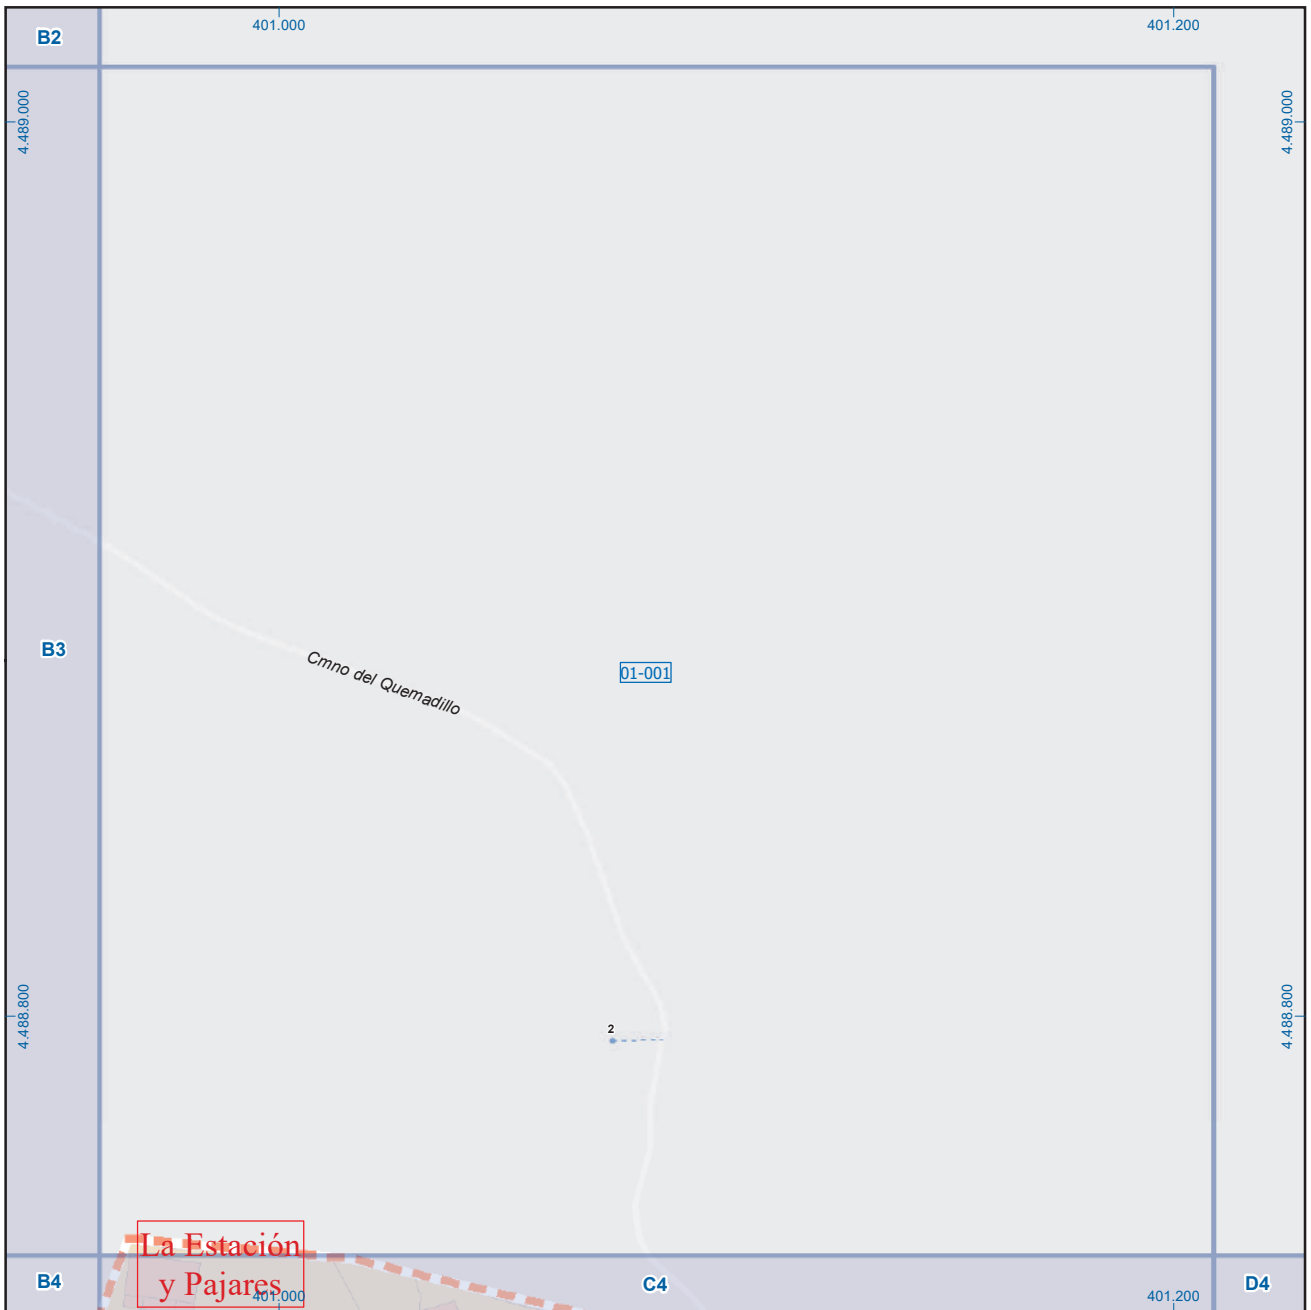 B2
401.000
401.200
4.489.000
4.489.000
B3
Cmno del Quemadillo
01-001
4.488.800
4.488.800
2
La Estación
y Pajares
B4
C4
D4
401.000
401.200